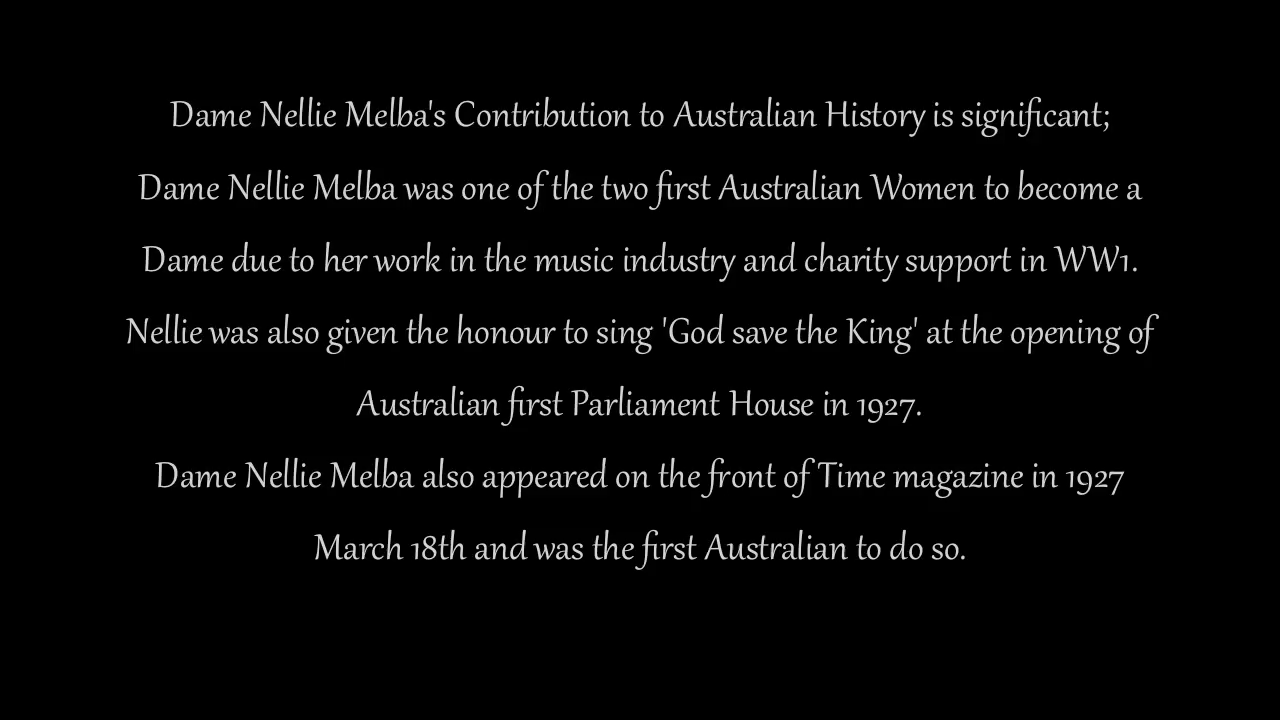 Dame Nellie Melba's Contribution to Australian History is significant;
Dame Nellie Melba was one of the two first Australian Women to become a
Dame due to her work in the music industry and charity support in WW1.
Nellie was also given the honour to sing 'God save the King' at the opening of
Australian first Parliament House in 1927.
Dame Nellie Melba also appeared on the front of Time magazine in 1927
March 18th and was the first Australian to do so.